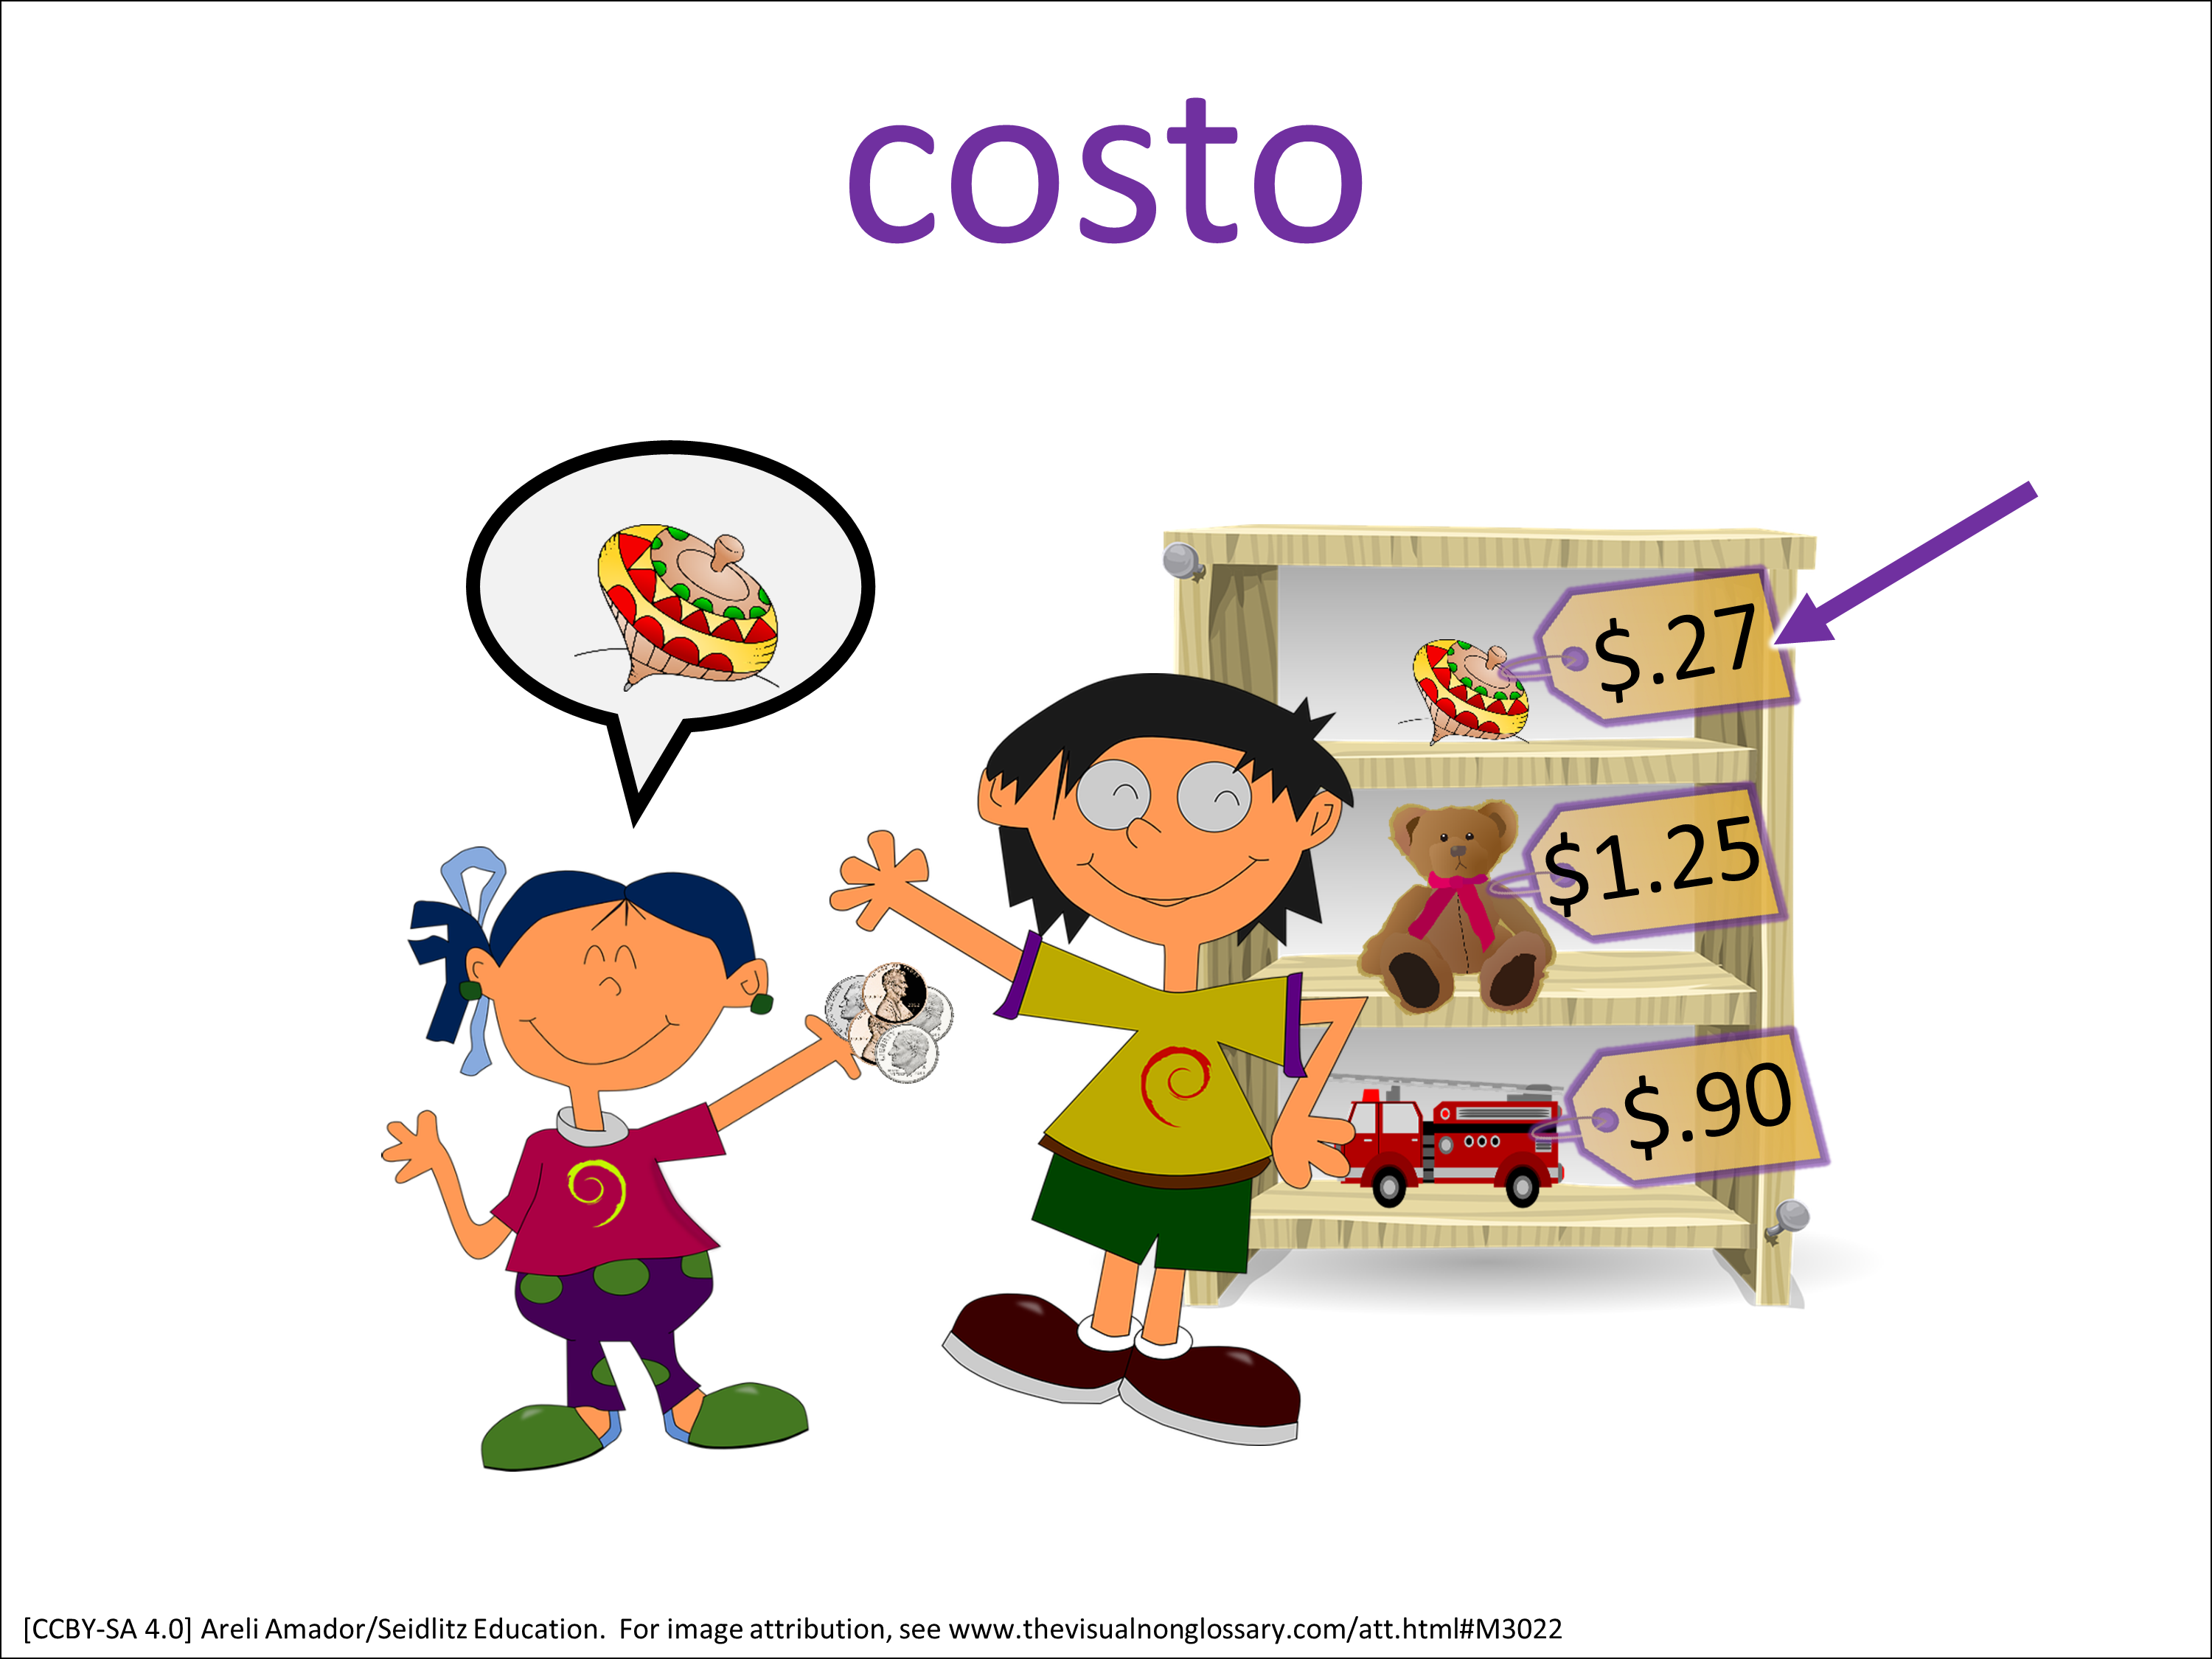 costo
$.27
$1.25
$.90
[CCBY-SA 4.0] Areli Amador/Seidlitz Education.  For image attribution, see www.thevisualnonglossary.com/att.html#M3022